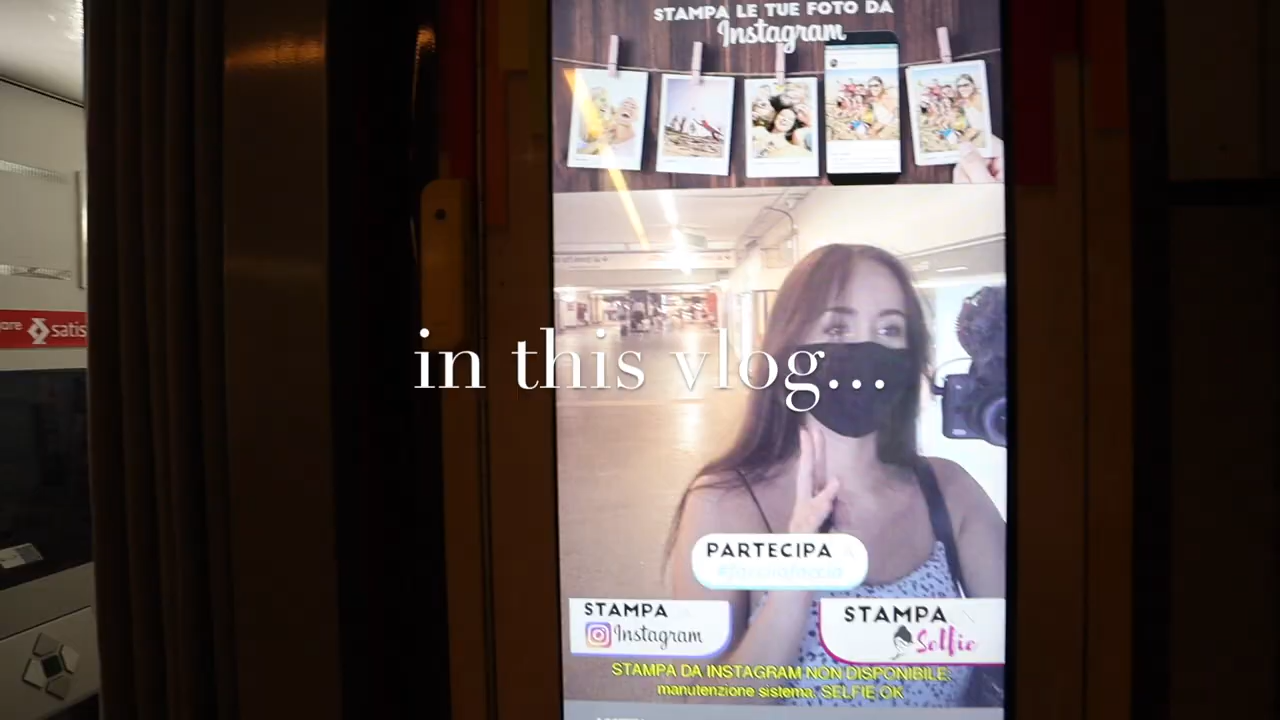 STAMPA LE TUE FOTO DA
Instagram
satis
in this vlog...
PARTECIPA
#facciafaccia
STAMPA
Instagram
STAMPA
Selfie
STAMPA DA INSTAGRAM NON DISPONIBILE:
manutenzione sistema. SELFIE OK